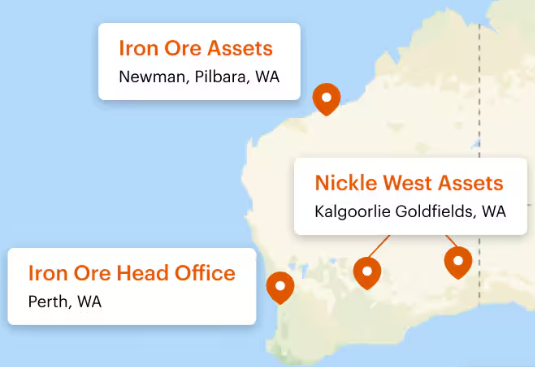 Iron Ore Assets
Newman, Pilbara, WA
Nickle West Assets
Kalgoorlie Goldfields, WA
Iron Ore Head Office
Perth, WA